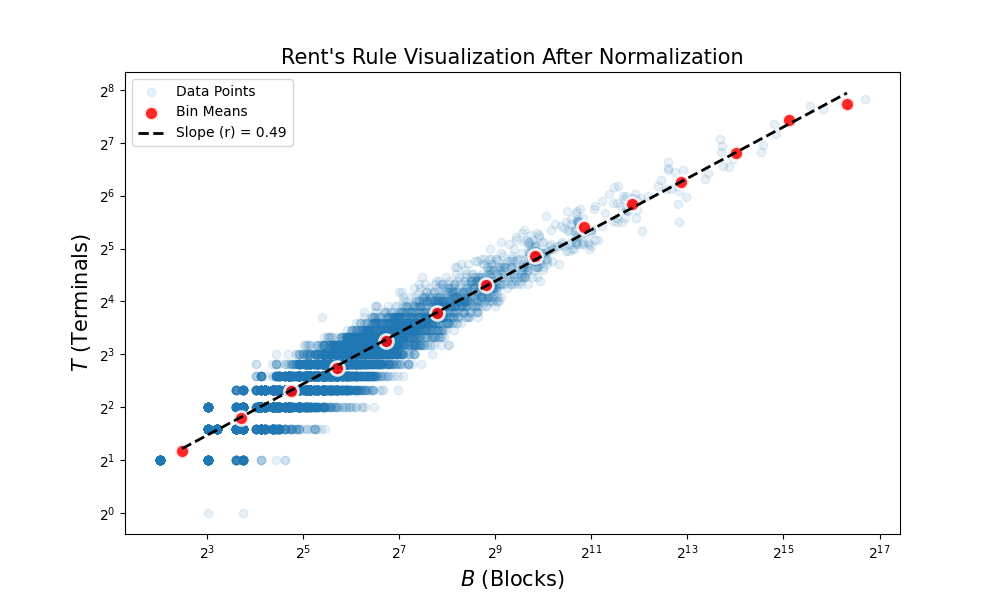 Rent's Rule Visualization After Normalization
Data Points
Bin Means
Slope (r) = 0.49
T (Terminals)
2^8
2^7
2^6
2^5
2^4
2^3
2^2
2^1
2^0
2^3 2^5 2^7 2^9 2^11 2^13 2^15 2^17
B (Blocks)